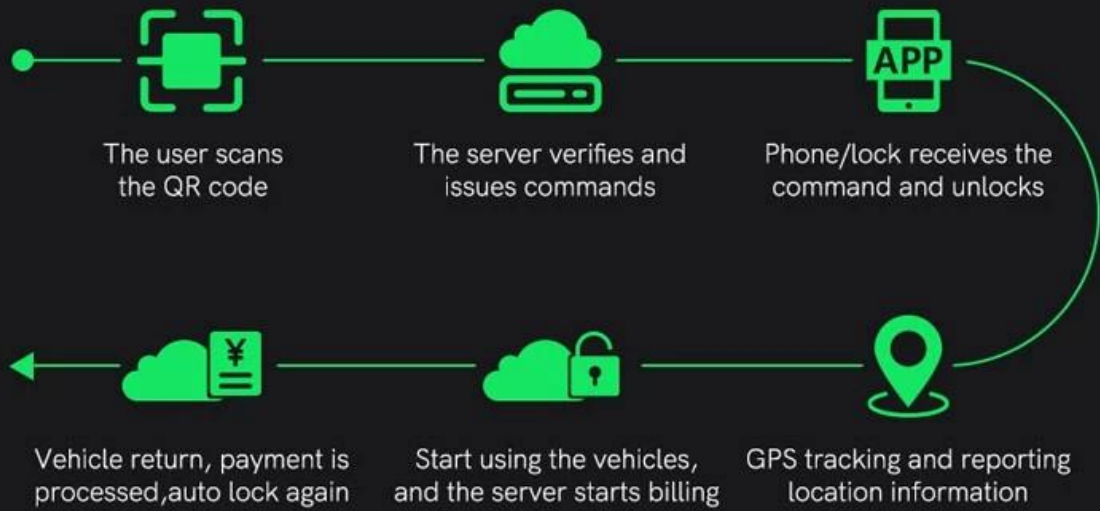 APP
The user scans
the QR code
The server verifies and
issues commands
Phone/lock receives the
command and unlocks
GPS tracking and reporting
location information
Start using the vehicles,
and the server starts billing
¥
Vehicle return, payment is
processed,auto lock again